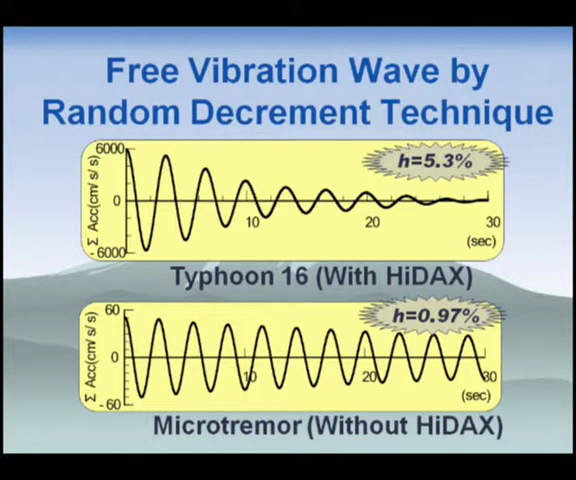 Free Vibration Wave by
Random Decrement Technique
Σ Acc(cm/s/s)
6000
0
-6000
h=5.3%
10
20
30
(sec)
Typhoon 16 (With HiDAX)
Σ Acc(cm/s/s)
60
0
-60
h=0.97%
10
20
30
(sec)
Microtremor (Without HiDAX)